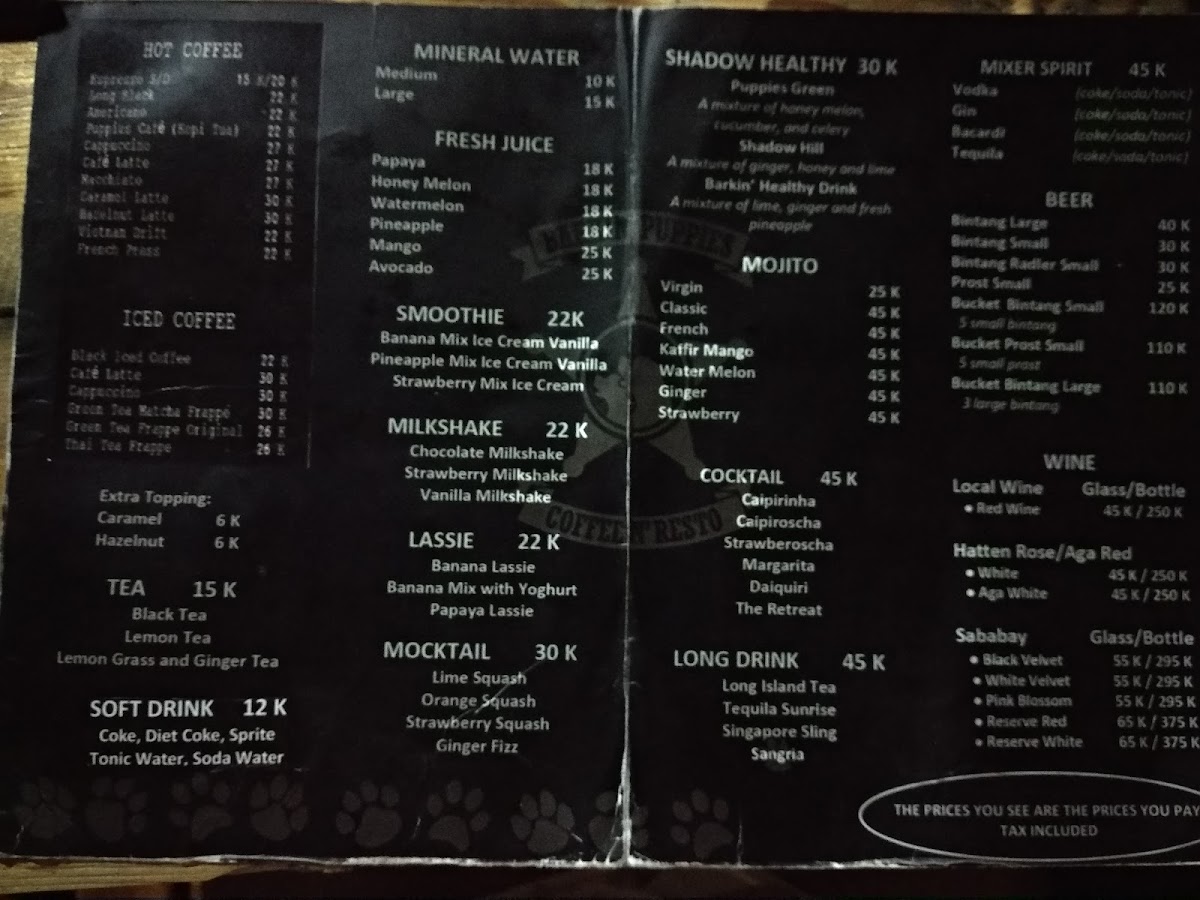 HOT COFFEE
Espresso S/D 15 K/20 K
Long Black 22 K
Americano 22 K
Puppies Café (Kopi Tua) 22 K
Cappuccino 27 K
Café Latte 27 K
Macchiato 27 K
Caramel Latte 30 K
Hazelnut Latte 30 K
Vietnam Drift 22 K
French Press 22 K
ICED COFFEE
Black Iced Coffee 22 K
Café Latte 30 K
Cappuccino 30 K
Green Tea Matcha Frappe 30 K
Green Tea Frappe Original 26 K
Thai Tea Frappe 26 K
Extra Topping:
Caramel 6 K
Hazelnut 6 K
TEA 15 K
Black Tea
Lemon Tea
Lemon Grass and Ginger Tea
SOFT DRINK 12 K
Coke, Diet Coke, Sprite
Tonic Water, Soda Water
MINERAL WATER
Medium 10 K
Large 15 K
FRESH JUICE
Papaya 18 K
Honey Melon 18 K
Watermelon 18 K
Pineapple 18 K
Mango 25 K
Avocado 25 K
SMOOTHIE 22K
Banana Mix Ice Cream Vanilla
Pineapple Mix Ice Cream Vanilla
Strawberry Mix Ice Cream
MILKSHAKE 22 K
Chocolate Milkshake
Strawberry Milkshake
Vanilla Milkshake
LASSIE 22 K
Banana Lassie
Banana Mix with Yoghurt
Papaya Lassie
MOCKTAIL 30 K
Lime Squash
Orange Squash
Strawberry Squash
Ginger Fizz
SHADOW HEALTHY 30 K
Puppies Green
A mixture of honey melon,
cucumber, and celery
Shadow Hill
A mixture of ginger, honey and lime
Barkin' Healthy Drink
A mixture of lime, ginger and fresh
pineapple
MOJITO
Virgin 25 K
Classic 45 K
French 45 K
Kaffir Mango 45 K
Water Melon 45 K
Ginger 45 K
Strawberry 45 K
COCKTAIL 45 K
Caipirinha
Caipiroscha
Strawberoscha
Margarita
Daiquiri
The Retreat
LONG DRINK 45 K
Long Island Tea
Tequila Sunrise
Singapore Sling
Sangria
MIXER SPIRIT 45 K
Vodka (coke/soda/tonic)
Gin (coke/soda/tonic)
Bacardi (coke/soda/tonic)
Tequila (coke/soda/tonic)
BEER
Bintang Large 40 K
Bintang Small 30 K
Bintang Radler Small 30 K
Prost Small 25 K
Bucket Bintang Small 120 K
5 small bintang
Bucket Prost Small 110 K
5 small prost
Bucket Bintang Large 110 K
3 large bintang
WINE
Local Wine Glass/Bottle
• Red Wine 45 K / 250 K
Hatten Rose/Aga Red
• White 45 K / 250 K
• Aga White 45 K / 250 K
Sababay Glass/Bottle
• Black Velvet 55 K / 295 K
• White Velvet 55 K / 295 K
• Pink Blossom 55 K / 295 K
• Reserve Red 65 K / 375 K
• Reserve White 65 K / 375 K
THE PRICES YOU SEE ARE THE PRICES YOU PAY
TAX INCLUDED
BARKIN PUPPIES
COFFEE N' RESTO